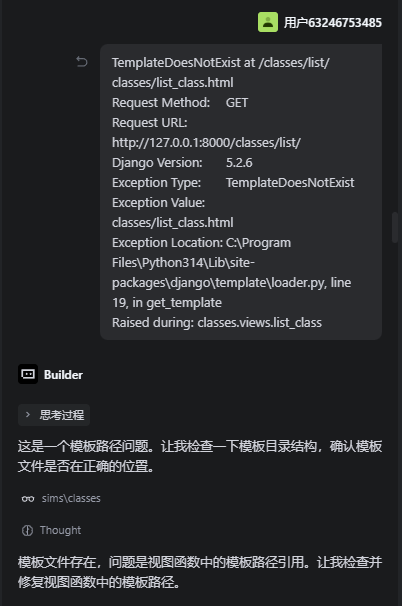 用户63246753485
TemplateDoesNotExist at /classes/list/
classes/list_class.html
Request Method: GET
Request URL:
http://127.0.0.1:8000/classes/list/
Django Version: 5.2.6
Exception Type: TemplateDoesNotExist
Exception Value:
classes/list_class.html
Exception Location: C:\Program
Files\Python314\Lib\site-
packages\django\template\loader.py, line
19, in get_template
Raised during: classes.views.list_class
Builder
思考过程
这是一个模板路径问题。让我检查一下模板目录结构，确认模板
文件是否在正确的位置。
sims\classes
Thought
模板文件存在，问题是视图函数中的模板路径引用。让我检查并
修复视图函数中的模板路径。